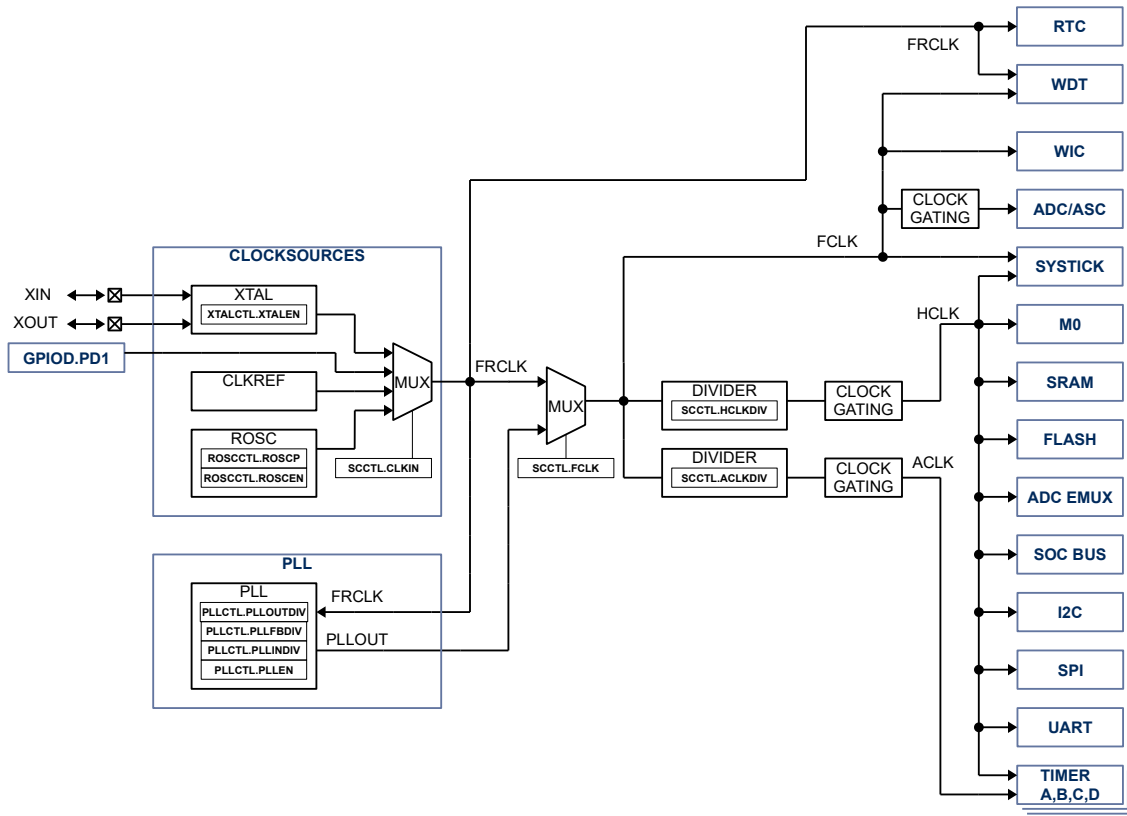 RTC
FRCLK
WDT
WIC
CLOCK
GATING
ADC/ASC
FCLK
SYSTICK
CLOCKSOURCES
XIN
XTAL
XTALCTL.XTALEN
XOUT
HCLK
M0
GPIOD.PD1
FRCLK
CLKREF
MUX
MUX
DIVIDER
SCCTL.HCLKDIV
CLOCK
GATING
SRAM
ROSC
ROSCCTL.ROSCP
ROSCCTL.ROSCEN
SCCTL.CLKIN
SCCTL.FCLK
DIVIDER
SCCTL.ACLKDIV
CLOCK
GATING
ACLK
FLASH
ADC EMUX
PLL
SOC BUS
PLL
PLLCTL.PLLOUTDIV
PLLCTL.PLLFBDIV
PLLCTL.PLLINDIV
PLLCTL.PLLEN
FRCLK
PLLOUT
I2C
SPI
UART
TIMER
A,B,C,D